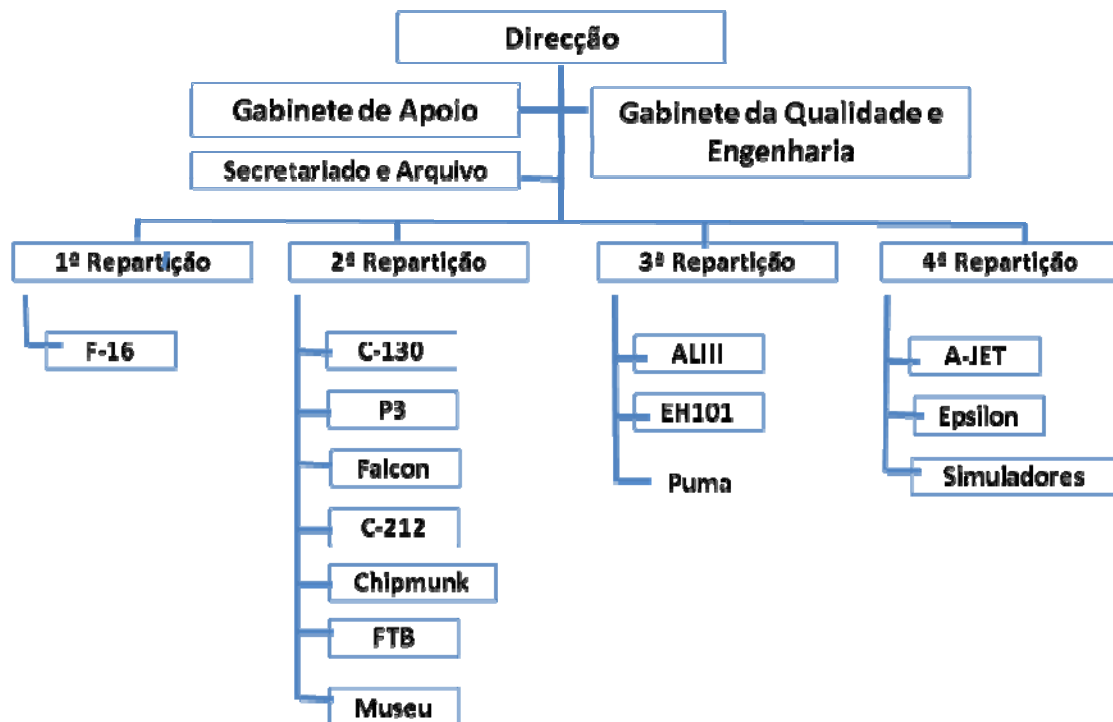 Direcção
Gabinete de Apoio
Gabinete da Qualidade e
Engenharia
Secretariado e Arquivo
1ª Repartição
2ª Repartição
3ª Repartição
4ª Repartição
F-16
C-130
P3
Falcon
C-212
Chipmunk
FTB
Museu
ALIII
EH101
Puma
A-JET
Epsilon
Simuladores